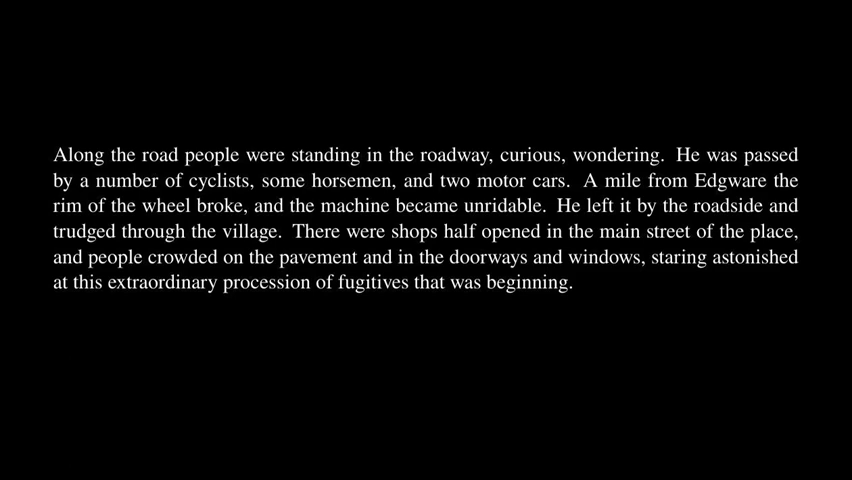 Along the road people were standing in the roadway, curious, wondering. He was passed
by a number of cyclists, some horsemen, and two motor cars. A mile from Edgware the
rim of the wheel broke, and the machine became unridable. He left it by the roadside and
trudged through the village. There were shops half opened in the main street of the place,
and people crowded on the pavement and in the doorways and windows, staring astonished
at this extraordinary procession of fugitives that was beginning.